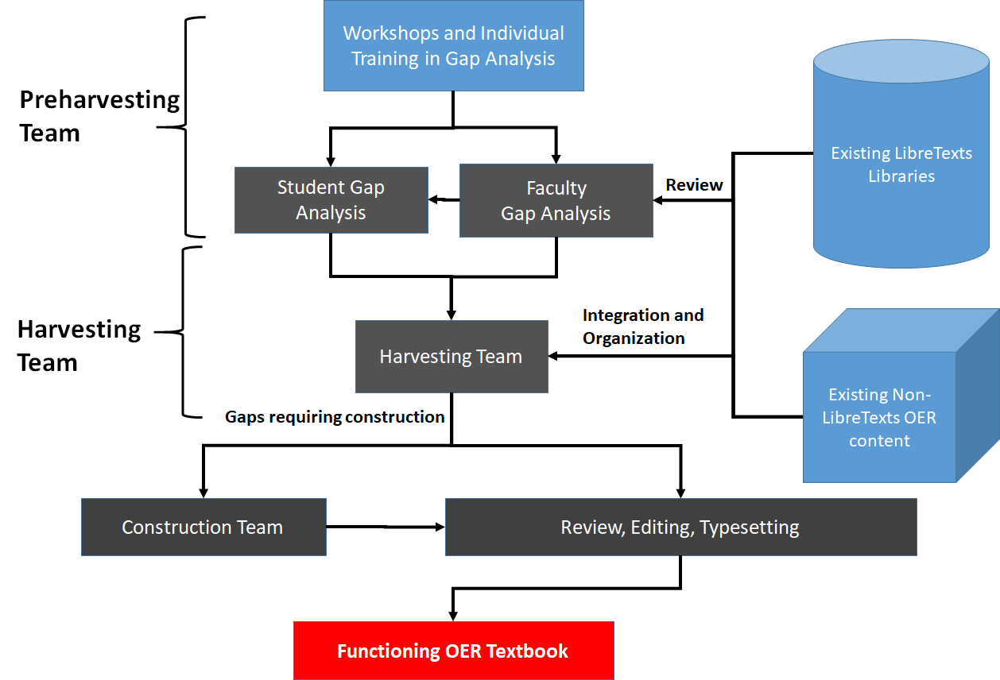 Workshops and Individual
Training in Gap Analysis
Preharvesting
Team
Existing LibreTexts
Libraries
Student Gap
Analysis
Faculty
Gap Analysis
Review
Harvesting
Team
Integration and
Organization
Harvesting Team
Existing Non-
LibreTexts OER
content
Gaps requiring construction
Construction Team
Review, Editing, Typesetting
Functioning OER Textbook